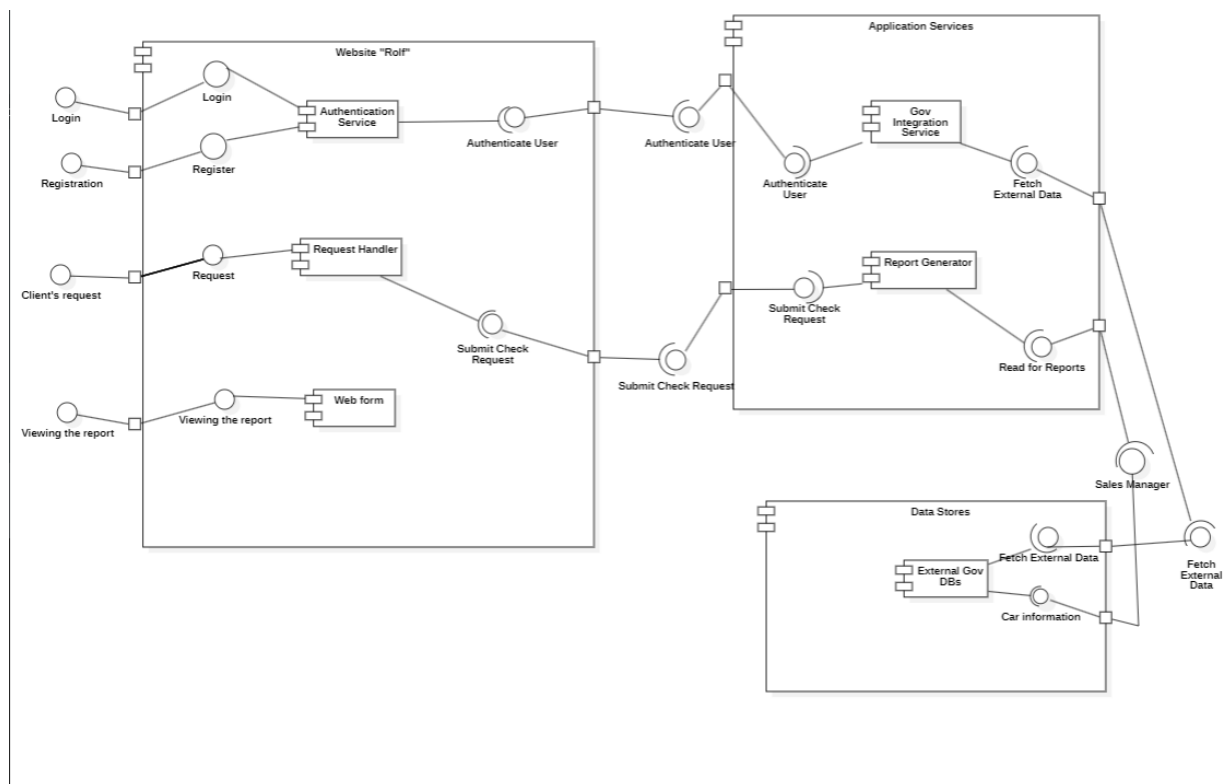 Website "Rolf"
Login
Login
Authentication
Service
Authenticate User
Registration
Register
Client's request
Request
Request Handler
Submit Check
Request
Viewing the report
Viewing the report
Web form
Authenticate User
Submit Check Request
Application Services
Gov
Integration
Service
Authenticate
User
Fetch
External Data
Report Generator
Submit Check
Request
Read for Reports
Sales Manager
Data Stores
Fetch External Data
External Gov
DBs
Car information
Fetch
External
Data